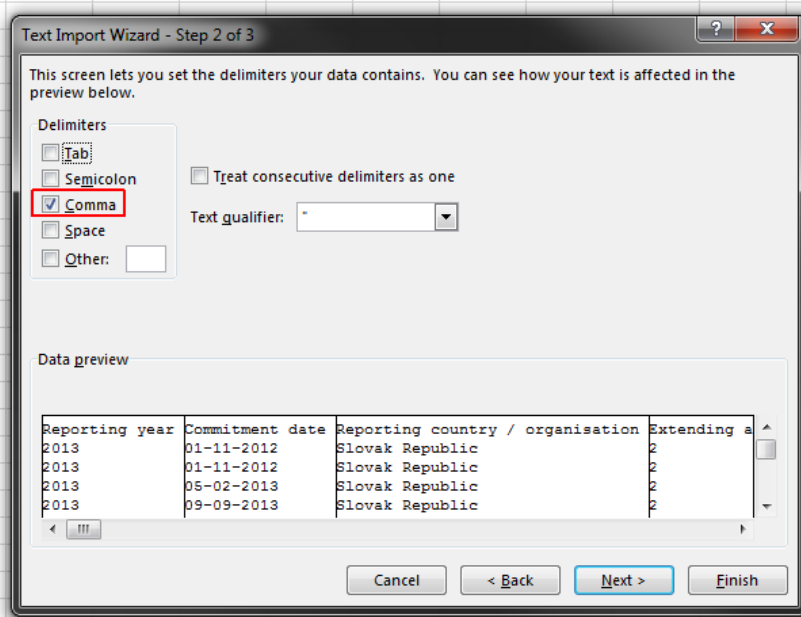 Text Import Wizard - Step 2 of 3
This screen lets you set the delimiters your data contains. You can see how your text is affected in the
preview below.
Delimiters
Tab
Semicolon
Comma
Space
Other:
Treat consecutive delimiters as one
Text qualifier: "
Data preview
Reporting year Commitment date Reporting country / organisation Extending a
2013 01-11-2012 Slovak Republic 2
2013 01-11-2012 Slovak Republic 2
2013 05-02-2013 Slovak Republic 2
2013 09-09-2013 Slovak Republic 2
Cancel < Back Next > Finish